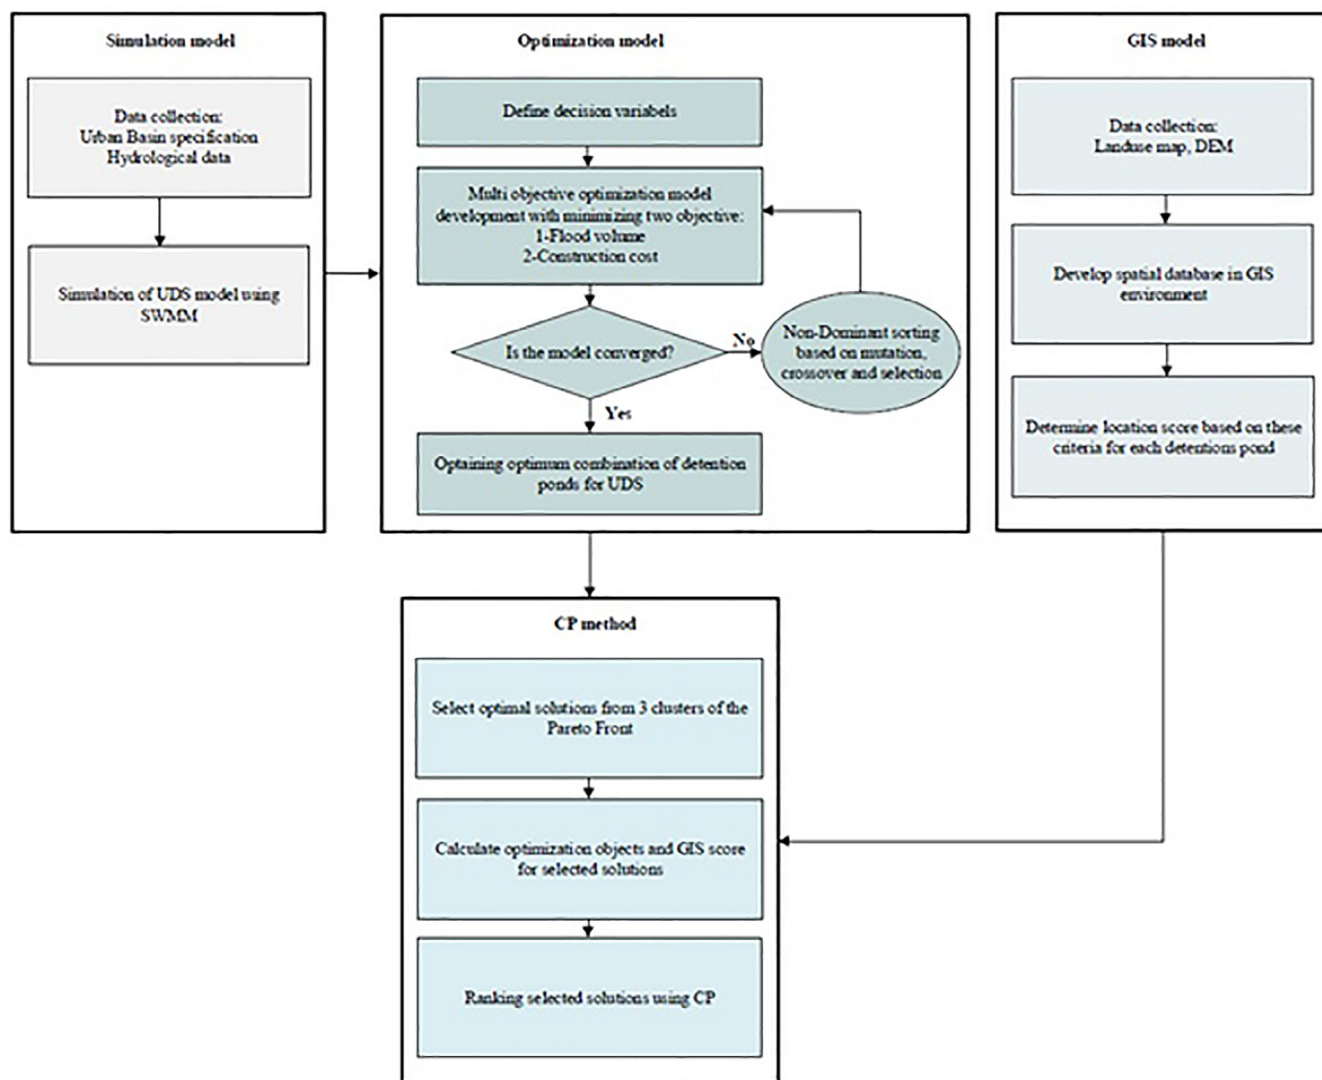 Simulation model
Data collection:
Urban Basin specification
Hydrological data
Simulation of UDS model using
SWMM
Optimization model
Define decision variabels
Multi objective optimization model
development with minimizing two objective:
1-Flood volume
2-Construction cost
Is the model converged?
No
Non-Dominant sorting
based on mutation,
crossover and selection
Yes
Optaining optimum combination of detention
ponds for UDS
GIS model
Data collection:
Landuse map, DEM
Develop spatial database in GIS
environment
Determine location score based on these
criteria for each detentions pond
CP method
Select optimal solutions from 3 clusters of the
Pareto Front
Calculate optimization objects and GIS score
for selected solutions
Ranking selected solutions using CP